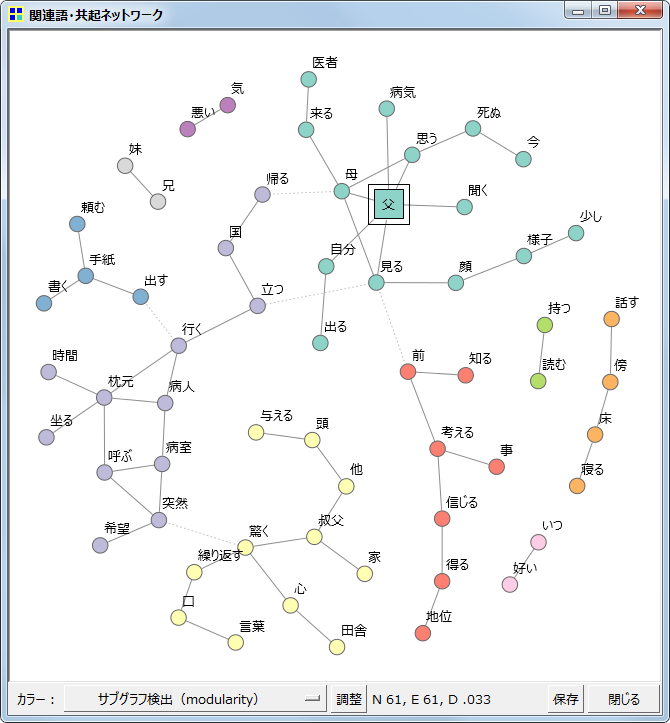 関連語・共起ネットワーク
医者
気
病気
悪い
来る
死ぬ
思う
今
妹
母
帰る
兄
父
聞く
頼む
少し
国
様子
自分
手紙
見る
顔
書く
出す
立つ
持つ
話す
出る
行く
時間
前
知る
読む
傍
枕元
病人
坐る
与える
頭
考える
床
事
呼ぶ
病室
他
寝る
突然
信じる
希望
驚く
叔父
いつ
繰り返す
家
得る
好い
口
心
地位
言葉
田舎
カラー： サブグラフ検出（modularity） 調整 N 61, E 61, D .033 保存 閉じる